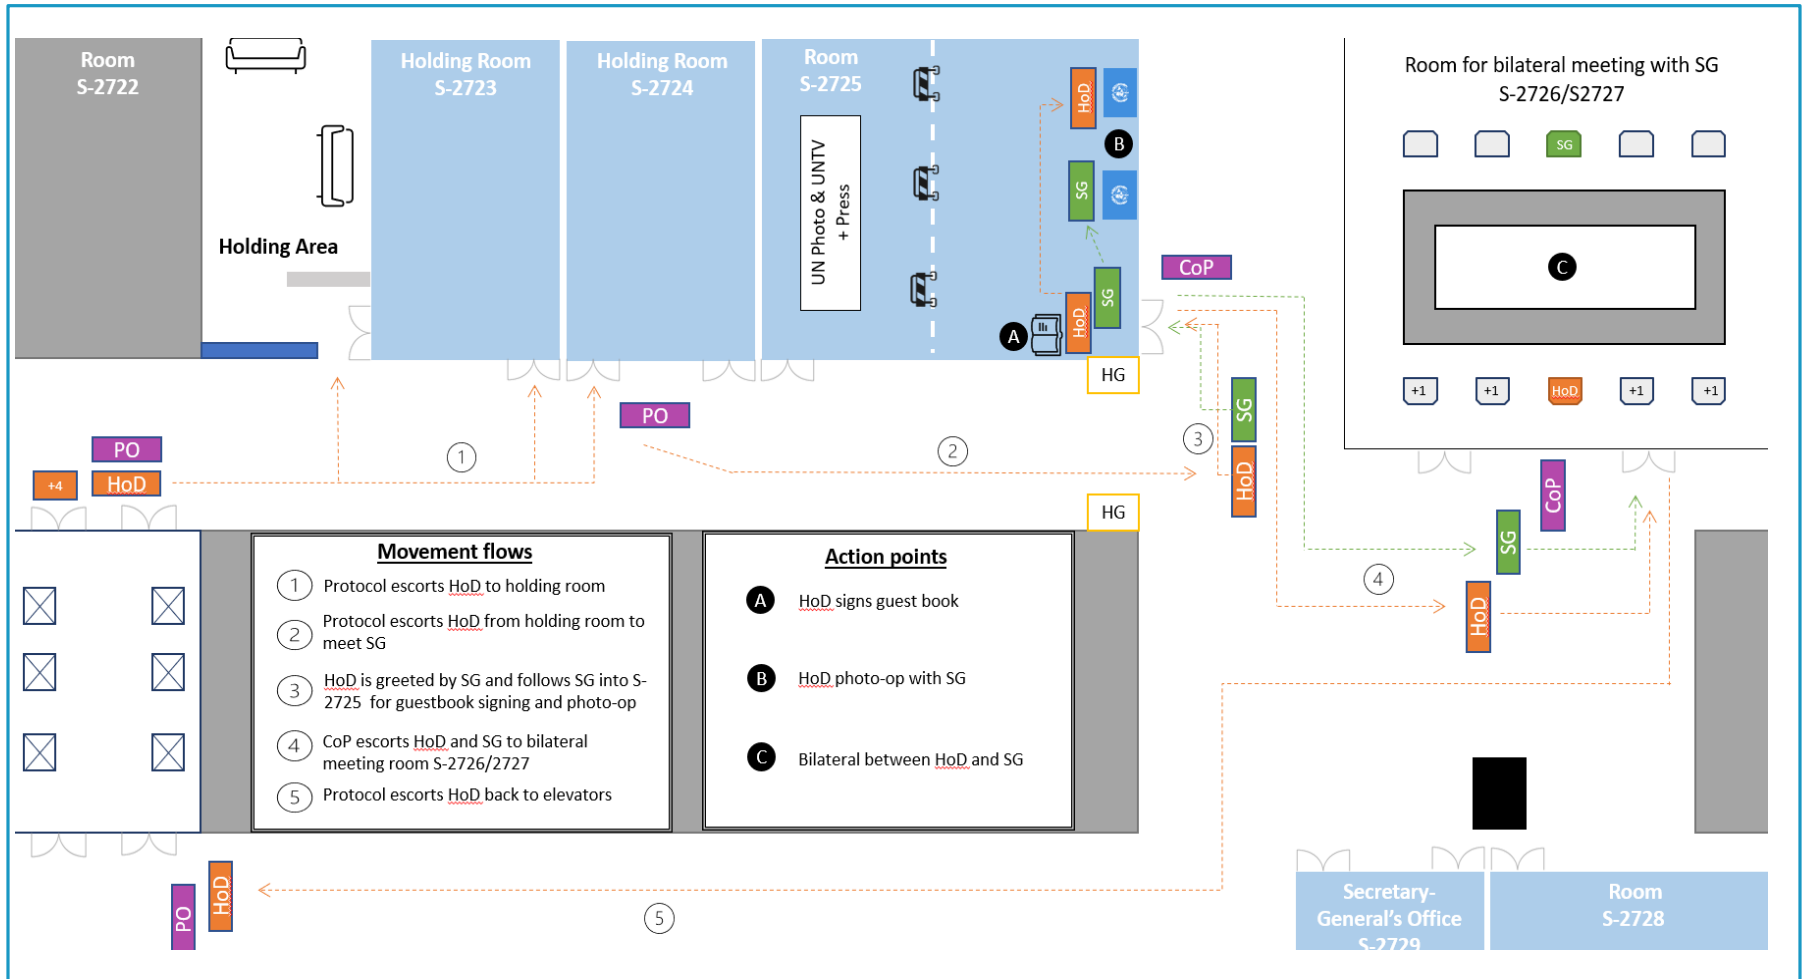 Room
S-2722
Holding Room
S-2723
Holding Room
S-2724
Room
S-2725
UN Photo & UNTV
+ Press
HoD
B
SG
SG
HoD
A
CoP
HG
Room for bilateral meeting with SG
S-2726/S2727
SG
C
+1
+1
HoD
+1
+1
Holding Area
PO
HoD
+4
1
PO
2
3
SG
HoD
HG
CoP
SG
HoD
4
Movement flows
1 Protocol escorts HoD to holding room
2 Protocol escorts HoD from holding room to
meet SG
3 HoD is greeted by SG and follows SG into S-
2725 for guestbook signing and photo-op
4 CoP escorts HoD and SG to bilateral
meeting room S-2726/2727
5 Protocol escorts HoD back to elevators
Action points
A HoD signs guest book
B HoD photo-op with SG
C Bilateral between HoD and SG
PO
HoD
5
Secretary-
General's Office
S-2729
Room
S-2728